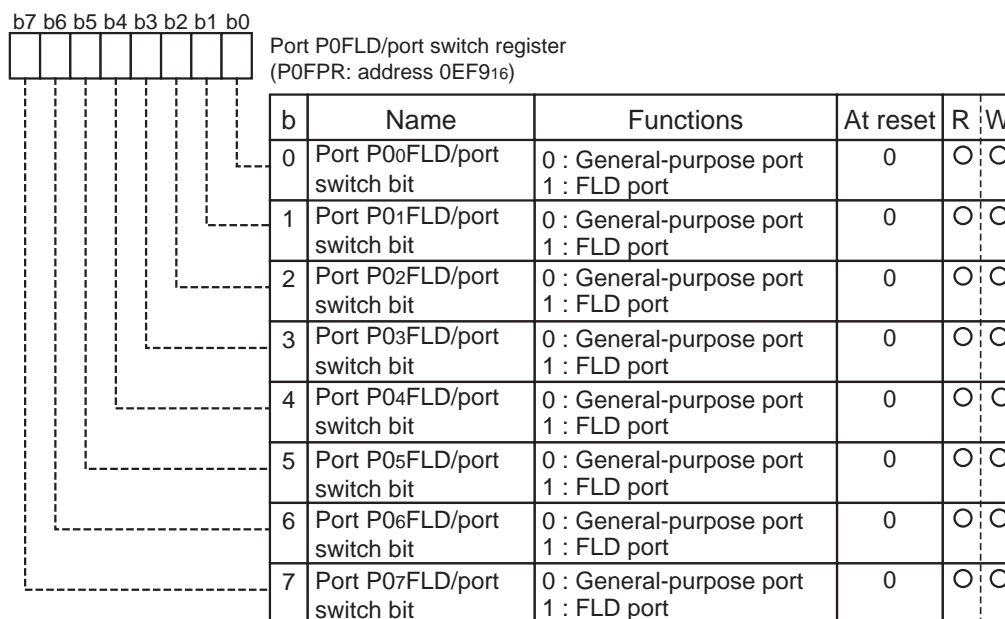 b7 b6 b5 b4 b3 b2 b1 b0
Port P0FLD/port switch register
(P0FPR: address 0EF916)
b Name Functions At reset R W
0 Port P00FLD/port switch bit 0 : General-purpose port 0 ○ ○
1 : FLD port
1 Port P01FLD/port switch bit 0 : General-purpose port 0 ○ ○
1 : FLD port
2 Port P02FLD/port switch bit 0 : General-purpose port 0 ○ ○
1 : FLD port
3 Port P03FLD/port switch bit 0 : General-purpose port 0 ○ ○
1 : FLD port
4 Port P04FLD/port switch bit 0 : General-purpose port 0 ○ ○
1 : FLD port
5 Port P05FLD/port switch bit 0 : General-purpose port 0 ○ ○
1 : FLD port
6 Port P06FLD/port switch bit 0 : General-purpose port 0 ○ ○
1 : FLD port
7 Port P07FLD/port switch bit 0 : General-purpose port 0 ○ ○
1 : FLD port